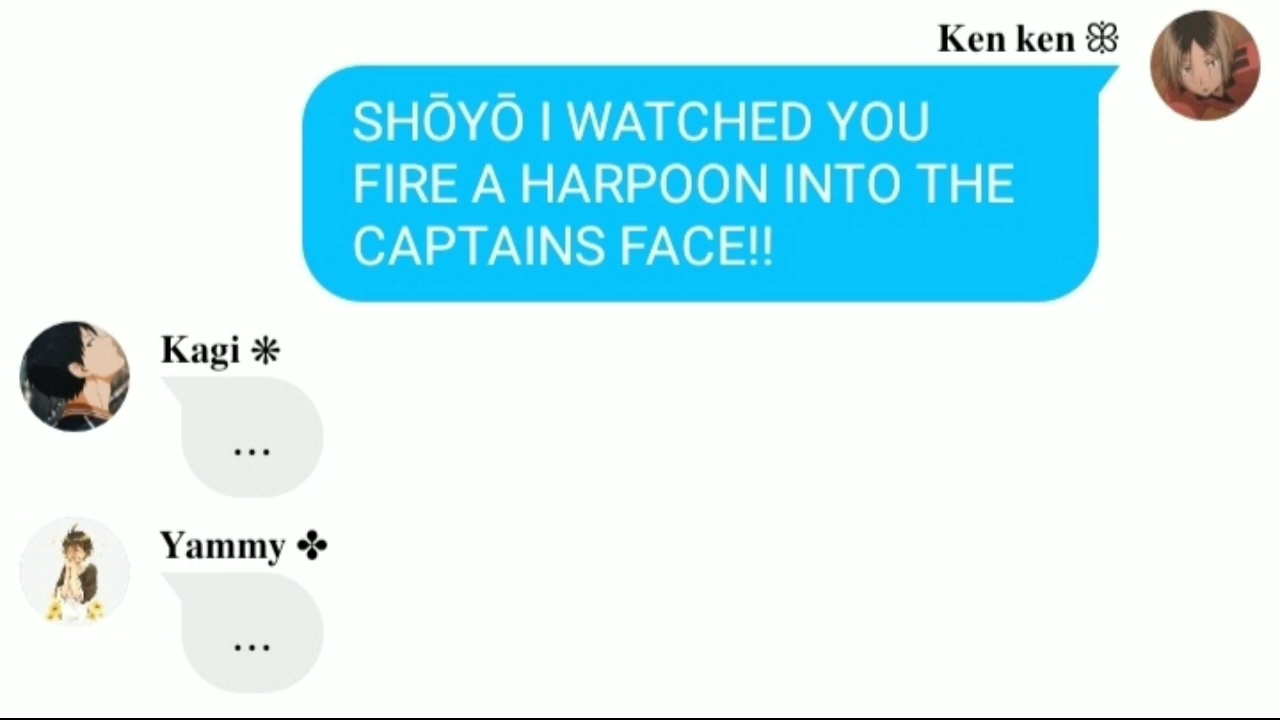 Ken ken ꕥ
SHŌYŌ I WATCHED YOU
FIRE A HARPOON INTO THE
CAPTAINS FACE!!
Kagi ❋
...
Yammy ✤
...